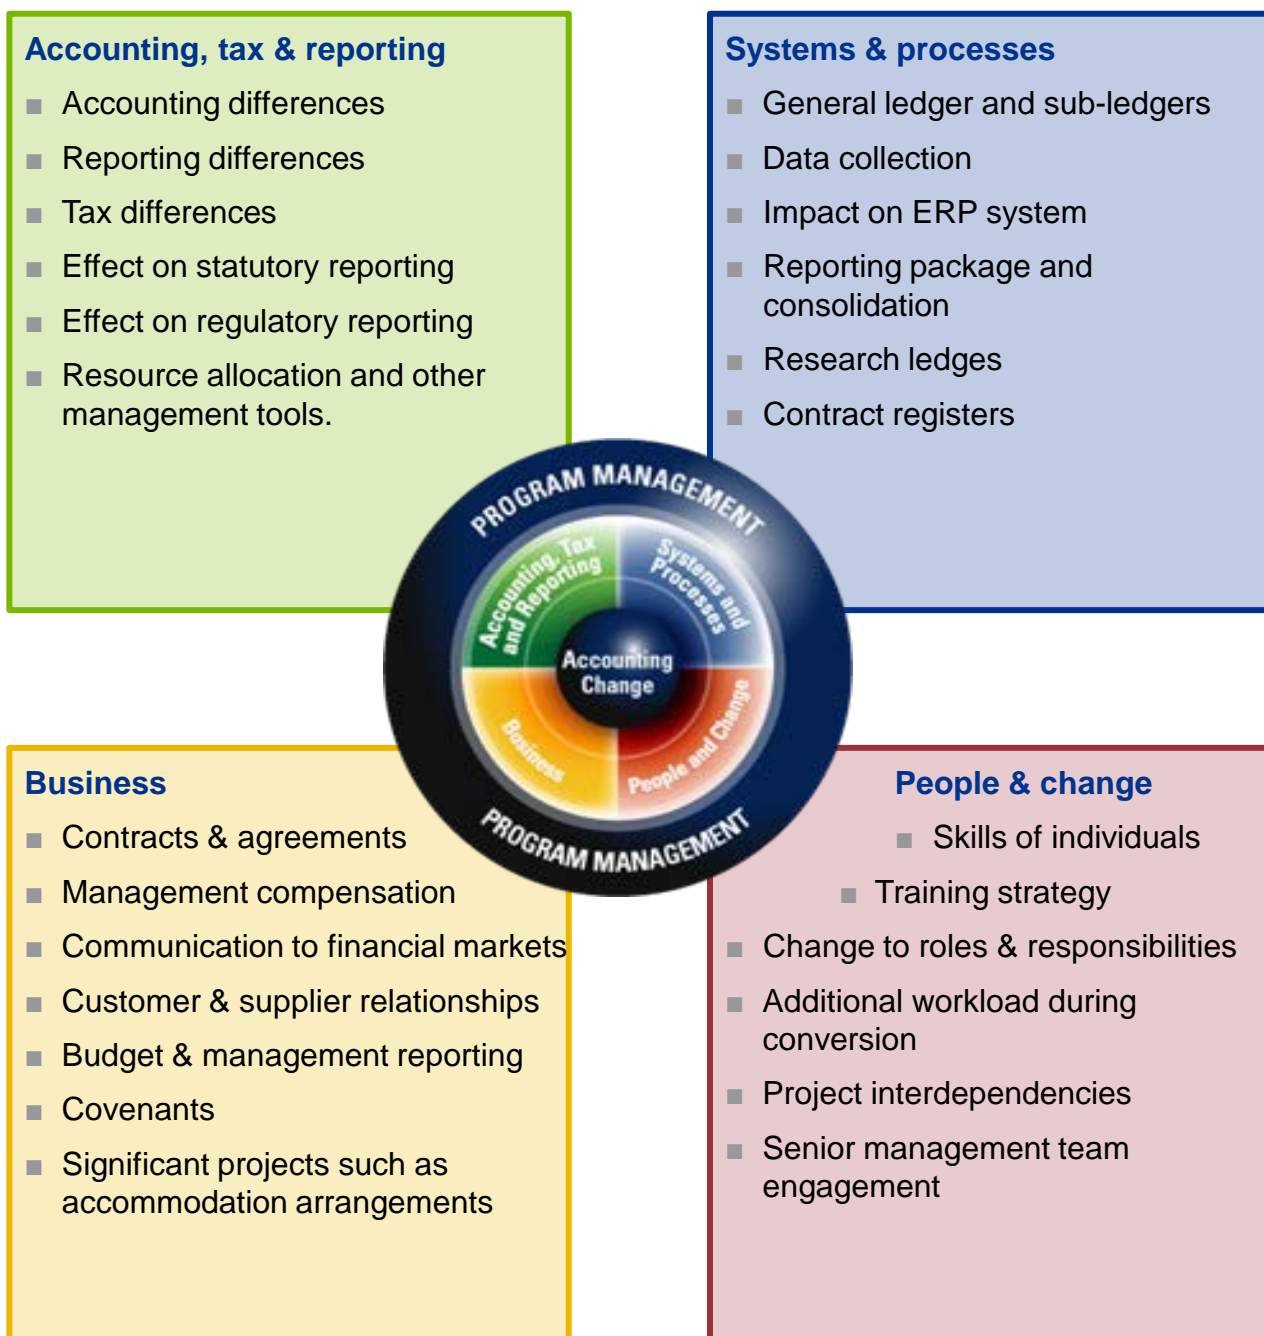 Accounting, tax & reporting
■ Accounting differences
■ Reporting differences
■ Tax differences
■ Effect on statutory reporting
■ Effect on regulatory reporting
■ Resource allocation and other
management tools.
Systems & processes
■ General ledger and sub-ledgers
■ Data collection
■ Impact on ERP system
■ Reporting package and
consolidation
■ Research ledges
■ Contract registers
PROGRAM MANAGEMENT
Accounting, Tax
and Reporting
Systems and
Processes
Accounting
Change
Business
People and Change
PROGRAM MANAGEMENT
Business
■ Contracts & agreements
■ Management compensation
■ Communication to financial markets
■ Customer & supplier relationships
■ Budget & management reporting
■ Covenants
■ Significant projects such as
accommodation arrangements
People & change
■ Skills of individuals
■ Training strategy
■ Change to roles & responsibilities
■ Additional workload during
conversion
■ Project interdependencies
■ Senior management team
engagement